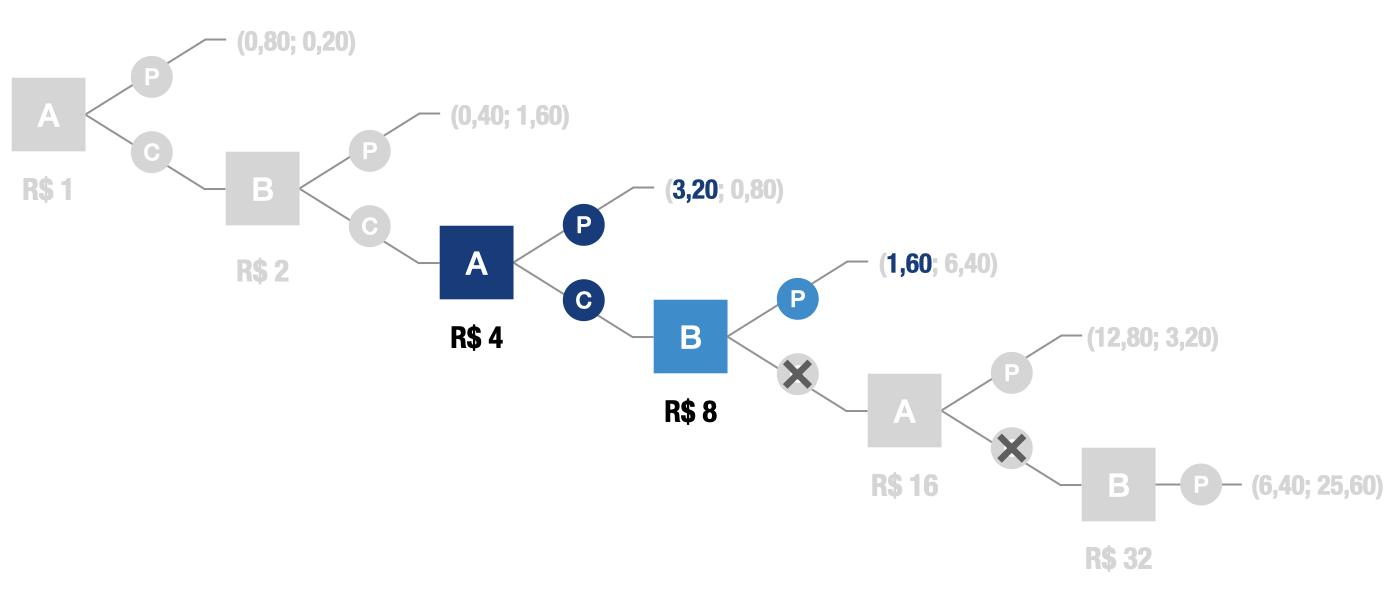 (0,80; 0,20)
P
A
C
R$ 1
(0,40; 1,60)
P
B
C
R$ 2
(3,20; 0,80)
P
A
C
R$ 4
(1,60; 6,40)
P
B
R$ 8
(12,80; 3,20)
P
A
R$ 16
B
P
(6,40; 25,60)
R$ 32